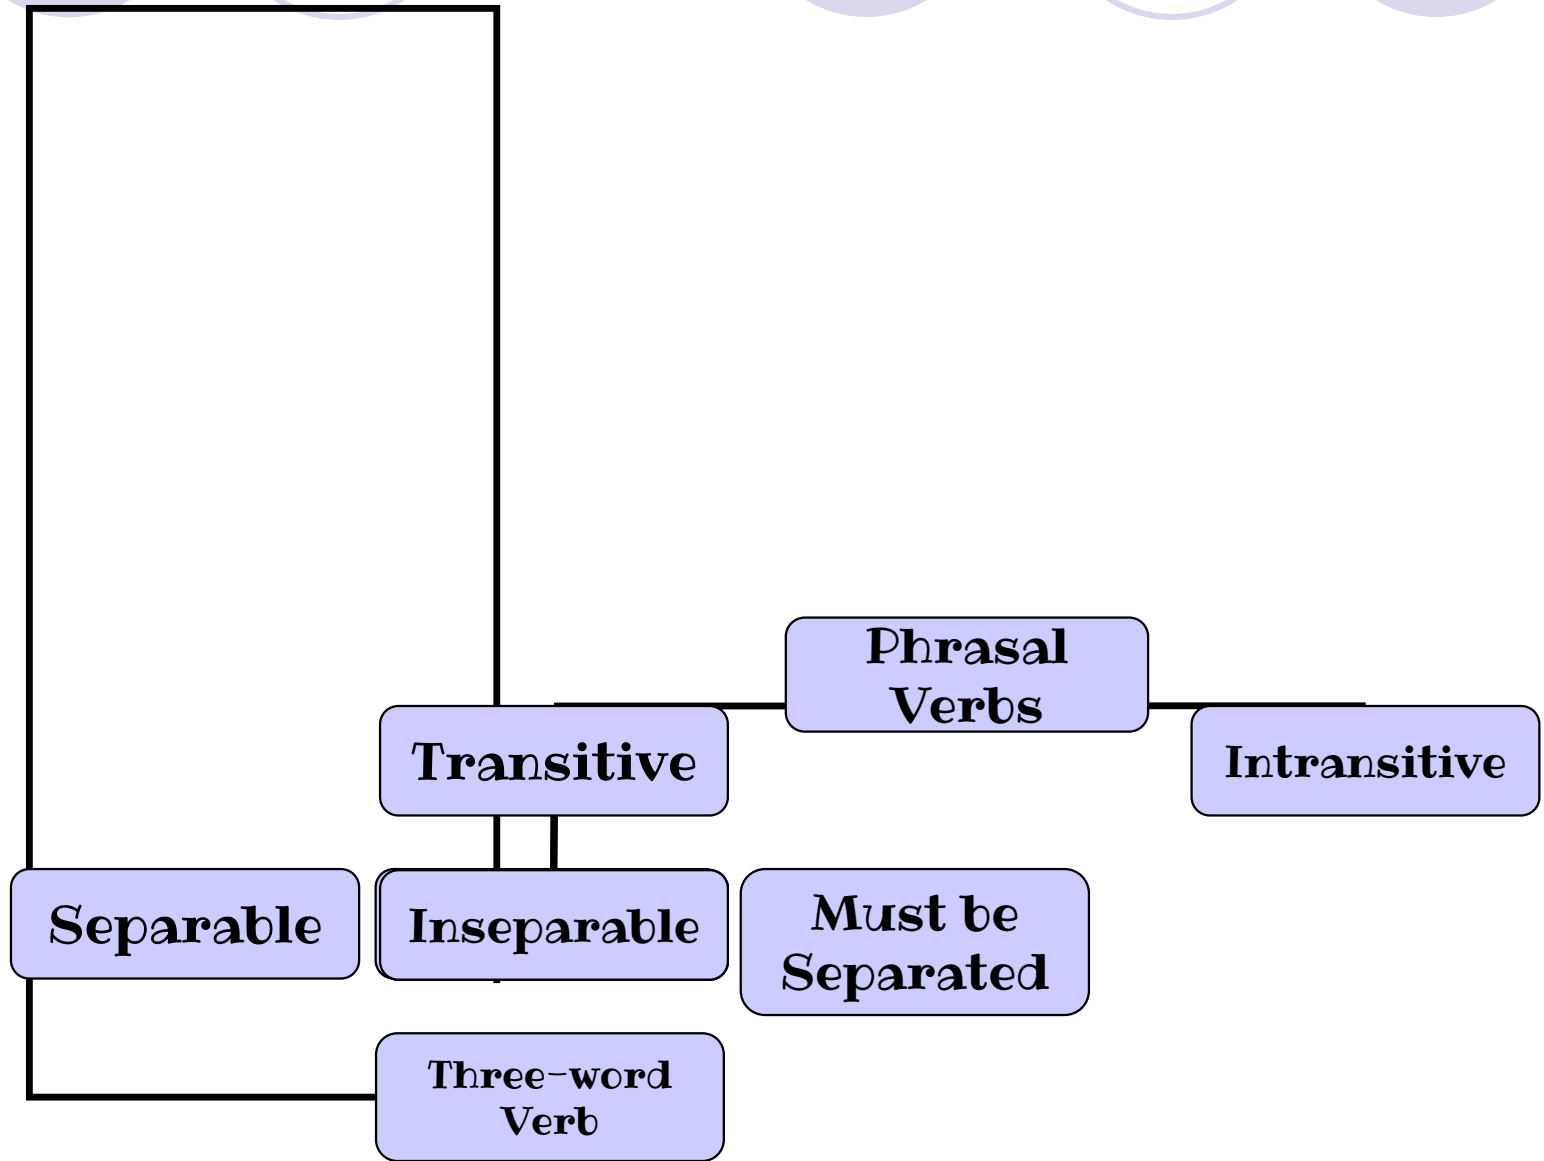 Phrasal
Verbs
Transitive
Intransitive
Separable
Inseparable
Must be
Separated
Three-word
Verb